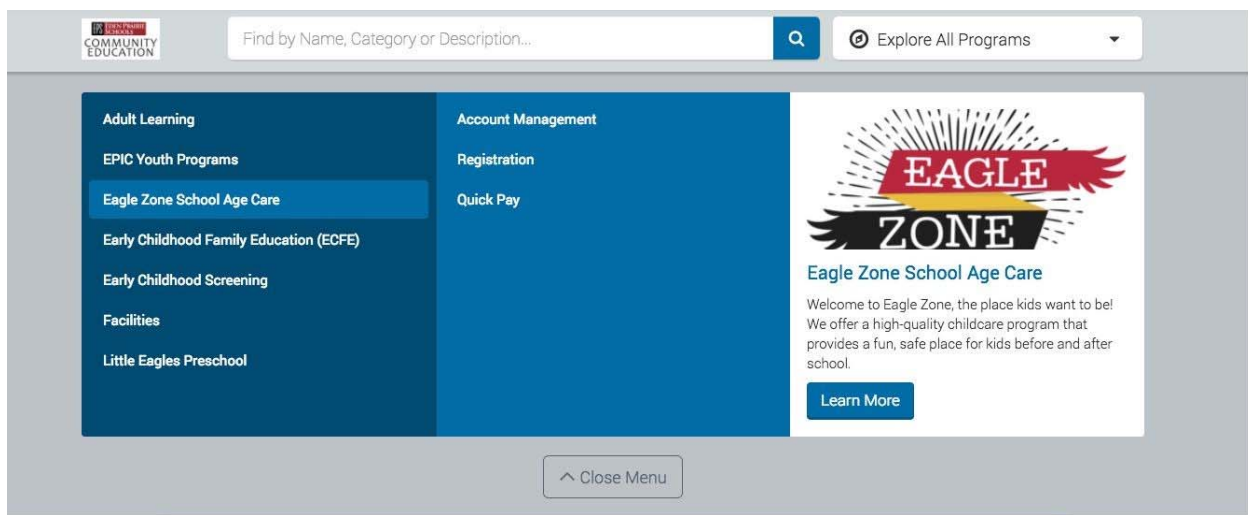 EP EDEN PRAIRIE
SCHOOLS
COMMUNITY
EDUCATION
Find by Name, Category or Description...
Explore All Programs
Adult Learning
EPIC Youth Programs
Eagle Zone School Age Care
Early Childhood Family Education (ECFE)
Early Childhood Screening
Facilities
Little Eagles Preschool
Account Management
Registration
Quick Pay
EAGLE
ZONE
Eagle Zone School Age Care
Welcome to Eagle Zone, the place kids want to be!
We offer a high-quality childcare program that
provides a fun, safe place for kids before and after
school.
Learn More
Close Menu